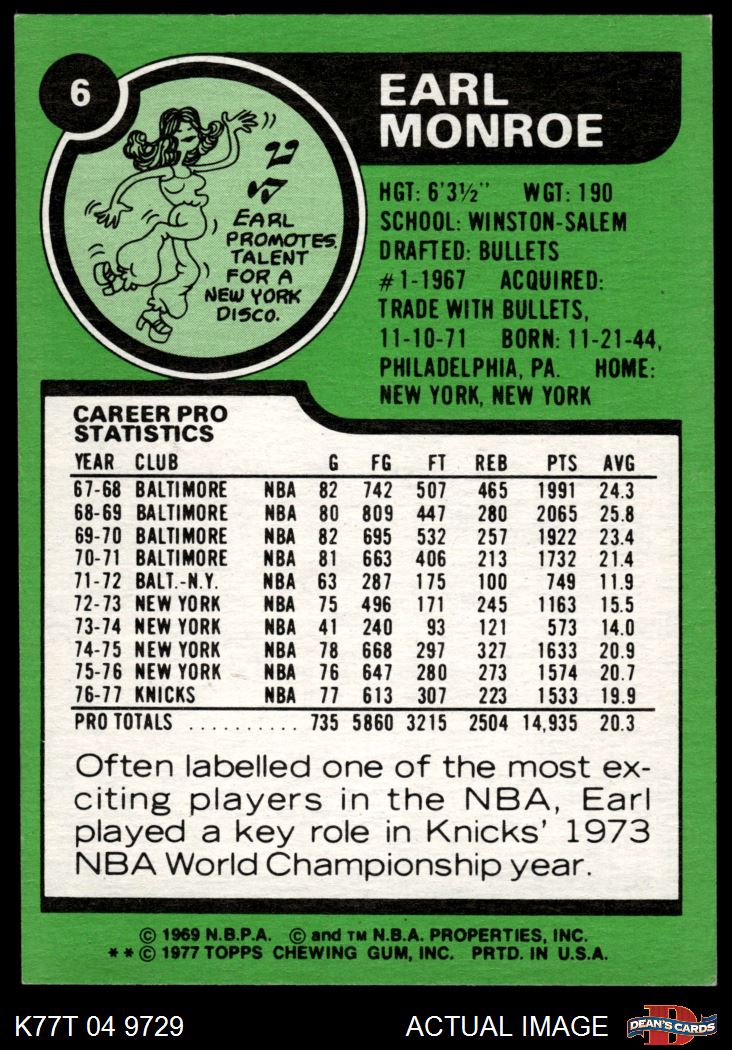 6
EARL
MONROE
EARL
PROMOTES
TALENT
FOR A
NEW YORK
DISCO.
HGT: 6'3½" WGT: 190
SCHOOL: WINSTON-SALEM
DRAFTED: BULLETS
#1-1967 ACQUIRED:
TRADE WITH BULLETS,
11-10-71 BORN: 11-21-44,
PHILADELPHIA, PA. HOME:
NEW YORK, NEW YORK
CAREER PRO
STATISTICS
YEAR CLUB G FG FT REB PTS AVG
67-68 BALTIMORE NBA 82 742 507 465 1991 24.3
68-69 BALTIMORE NBA 80 809 447 280 2065 25.8
69-70 BALTIMORE NBA 82 695 532 257 1922 23.4
70-71 BALTIMORE NBA 81 663 406 213 1732 21.4
71-72 BALT.-N.Y. NBA 63 287 175 100 749 11.9
72-73 NEW YORK NBA 75 496 171 245 1163 15.5
73-74 NEW YORK NBA 41 240 93 121 573 14.0
74-75 NEW YORK NBA 78 668 297 327 1633 20.9
75-76 NEW YORK NBA 76 647 280 273 1574 20.7
76-77 KNICKS NBA 77 613 307 223 1533 19.9
PRO TOTALS .......... 735 5860 3215 2504 14,935 20.3
Often labelled one of the most ex-
citing players in the NBA, Earl
played a key role in Knicks' 1973
NBA World Championship year.
© 1969 N.B.P.A. © and TM N.B.A. PROPERTIES, INC.
**© 1977 TOPPS CHEWING GUM, INC. PRTD. IN U.S.A.
K77T 04 9729 ACTUAL IMAGE DEAN'S CARDS